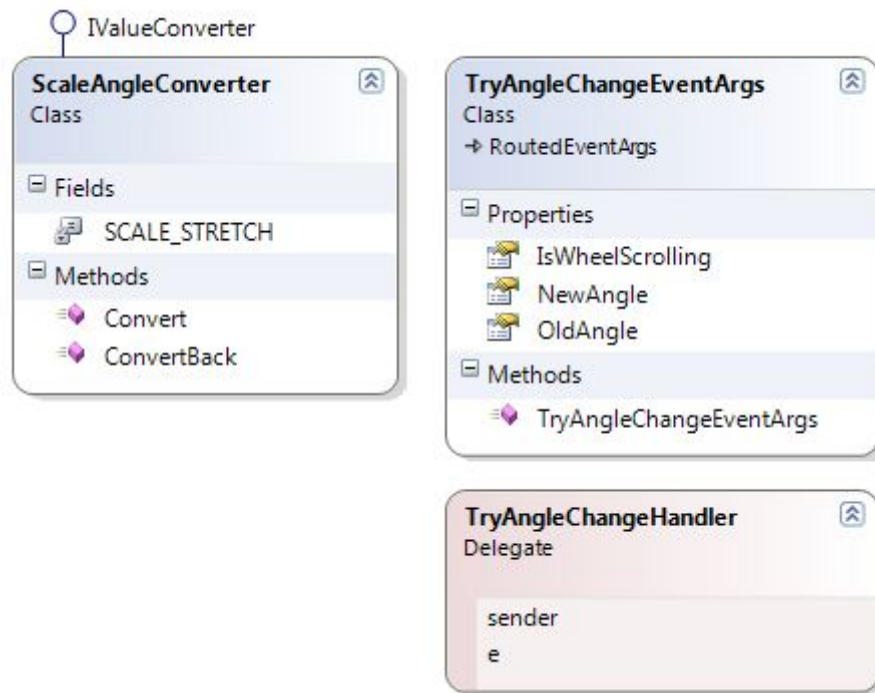 IValueConverter
ScaleAngleConverter
Class
Fields
SCALE_STRETCH
Methods
Convert
ConvertBack
TryAngleChangeEventArgs
Class
RoutedEventArgs
Properties
IsWheelScrolling
NewAngle
OldAngle
Methods
TryAngleChangeEventArgs
TryAngleChangeHandler
Delegate
sender
e